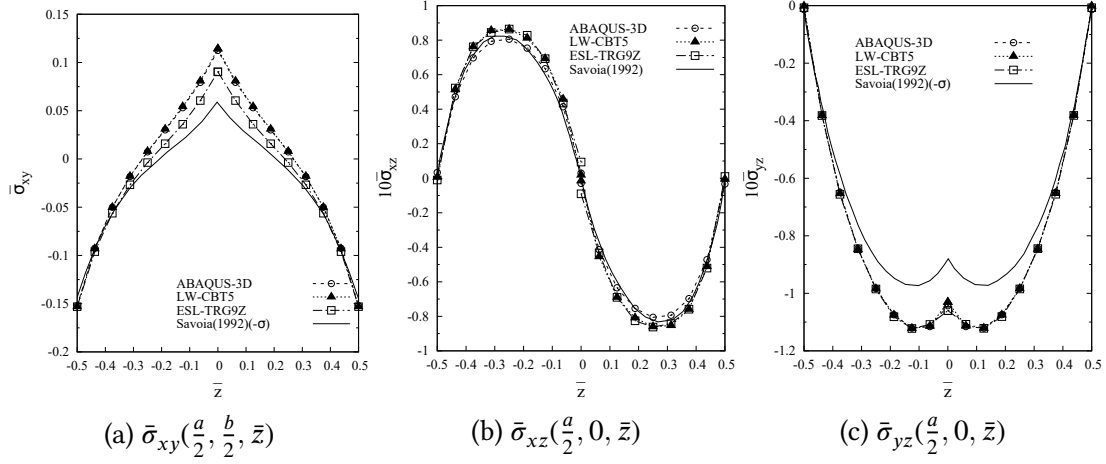 0.15
0.1
0.05
0
-0.05
-0.1
-0.15
-0.2
σ̄xy
ABAQUS-3D
LW-CBT5
ESL-TRG9Z
Savoia(1992)(-σ)
-0.5 -0.4 -0.3 -0.2 -0.1 0 0.1 0.2 0.3 0.4 0.5
z̄
(a) σ̄xy(a/2, b/2, z̄)
1
0.8
0.6
0.4
0.2
0
-0.2
-0.4
-0.6
-0.8
-1
10σ̄xz
ABAQUS-3D
LW-CBT5
ESL-TRG9Z
Savoia(1992)
-0.5 -0.4 -0.3 -0.2 -0.1 0 0.1 0.2 0.3 0.4 0.5
z̄
(b) σ̄xz(a/2, 0, z̄)
0
-0.2
-0.4
-0.6
-0.8
-1
-1.2
10σ̄yz
ABAQUS-3D
LW-CBT5
ESL-TRG9Z
Savoia(1992)(-σ)
-0.5 -0.4 -0.3 -0.2 -0.1 0 0.1 0.2 0.3 0.4 0.5
z̄
(c) σ̄yz(a/2, 0, z̄)